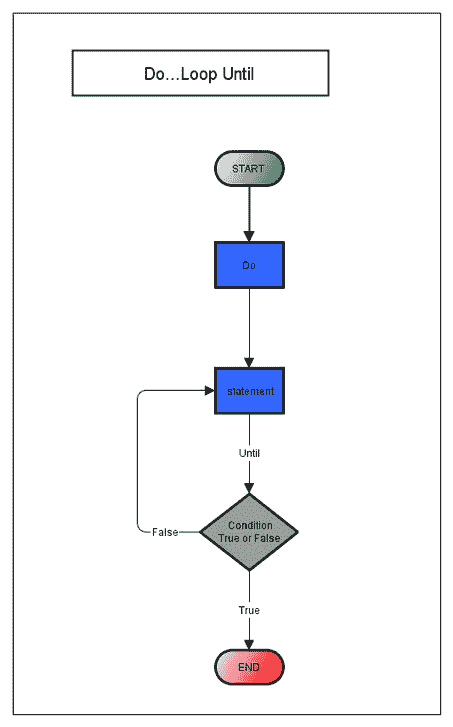 Do...Loop Until
START
Do
statement
Until
Condition
True or False
False
True
END